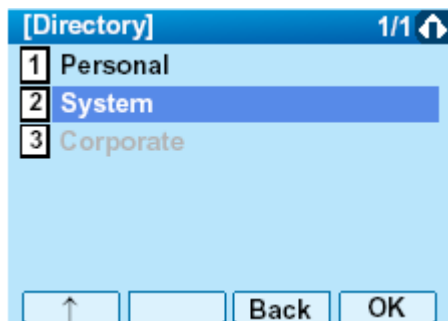 [Directory] 1/1
1 Personal
2 System
3 Corporate
↑ Back OK